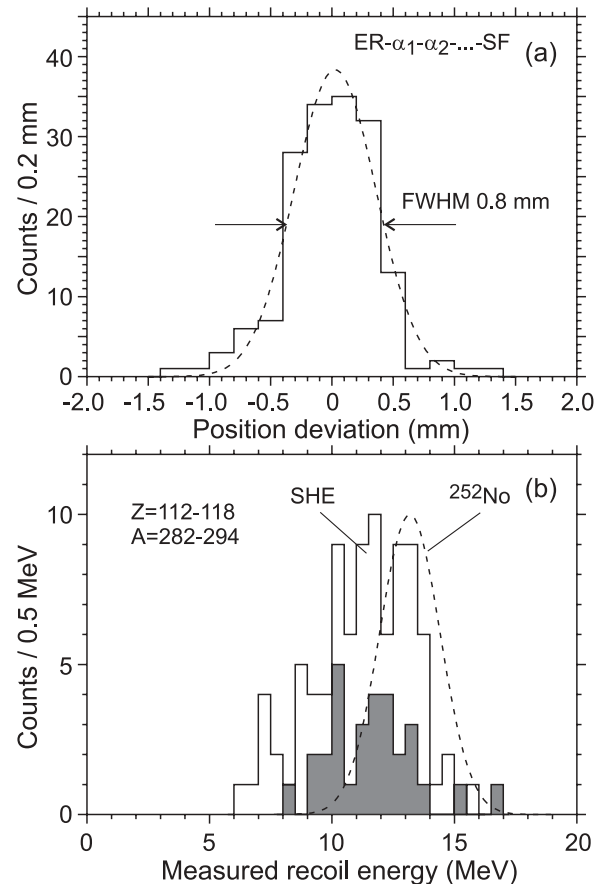 ER-α1-α2-...-SF (a)
FWHM 0.8 mm
Counts / 0.2 mm
40
30
20
10
0
-2.0 -1.5 -1.0 -0.5 0 0.5 1.0 1.5 2.0
Position deviation (mm)
SHE 252No (b)
Z=112-118
A=282-294
Counts / 0.5 MeV
10
5
0
0 5 10 15 20
Measured recoil energy (MeV)